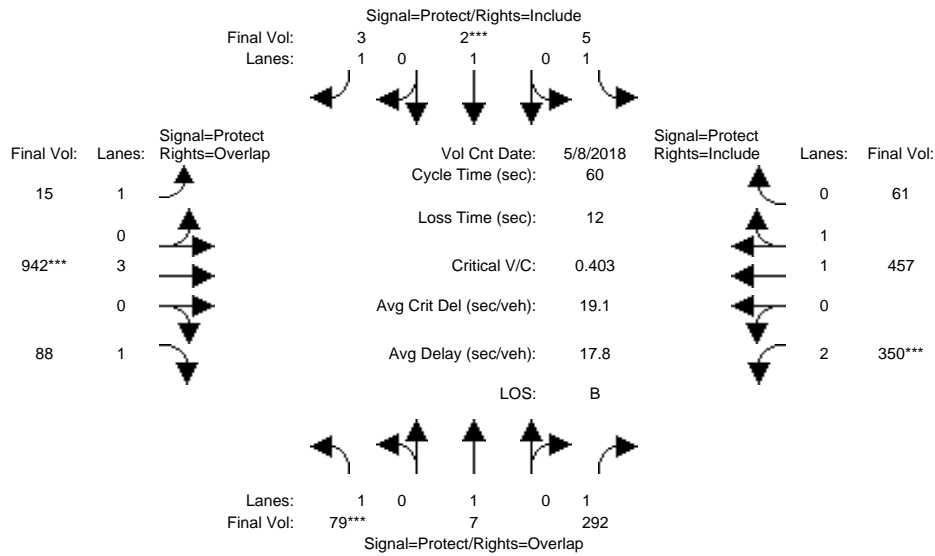 Signal=Protect/Rights=Include
Final Vol: 3 2*** 5
Lanes: 1 0 1 0 1
Signal=Protect Signal=Protect
Final Vol: Lanes: Rights=Overlap Vol Cnt Date: 5/8/2018 Rights=Include Lanes: Final Vol:
Cycle Time (sec): 60
15 1 0 61
Loss Time (sec): 12
0 1
942*** 3 Critical V/C: 0.403 1 457
0 Avg Crit Del (sec/veh): 19.1 0
88 1 Avg Delay (sec/veh): 17.8 2 350***
LOS: B
Lanes: 1 0 1 0 1
Final Vol: 79*** 7 292
Signal=Protect/Rights=Overlap